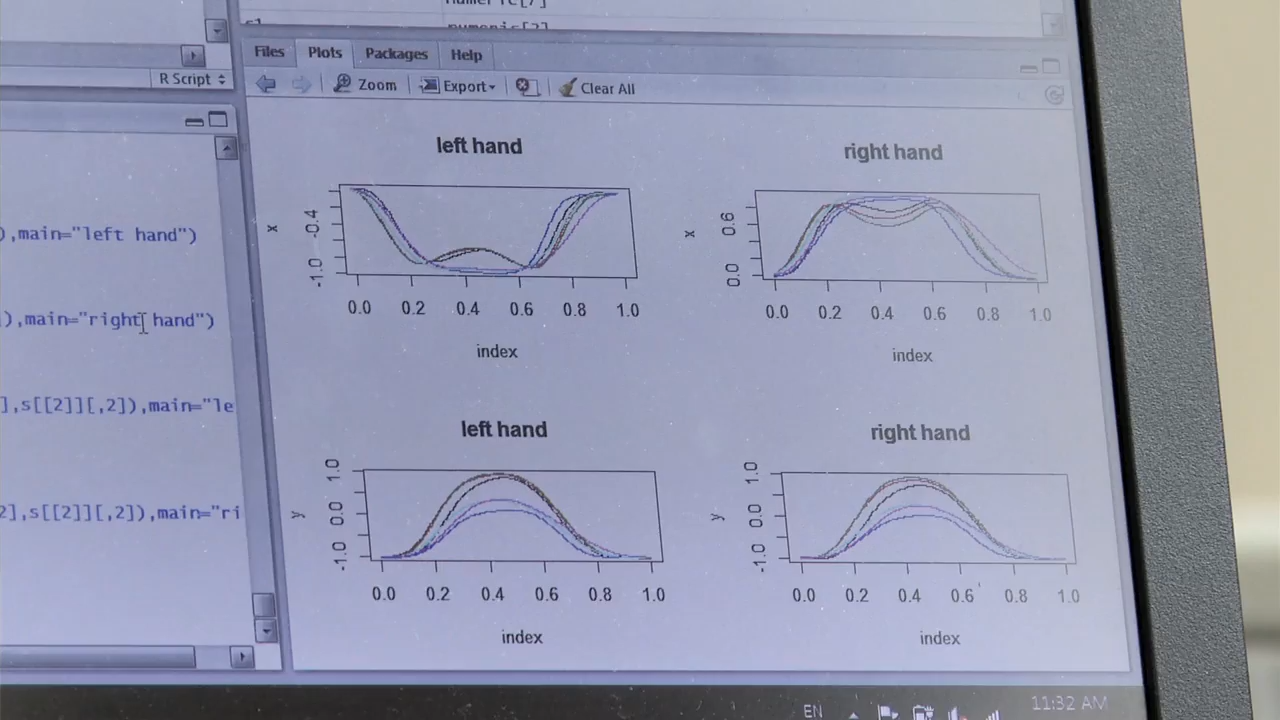 numeric[7]
s1 numeric[7]
Files Plots Packages Help
R Script
Zoom Export Clear All
left hand
right hand
x
-1.0 -0.4
x
0.0 0.6
),main="left hand")
0.0 0.2 0.4 0.6 0.8 1.0
0.0 0.2 0.4 0.6 0.8 1.0
),main="right hand")
index
index
],s[[2]][,2]),main="le
left hand
right hand
y
-1.0 0.0 1.0
y
-1.0 0.0 1.0
2],s[[2]][,2]),main="ri
0.0 0.2 0.4 0.6 0.8 1.0
0.0 0.2 0.4 0.6 0.8 1.0
index
index
EN
11:32 AM